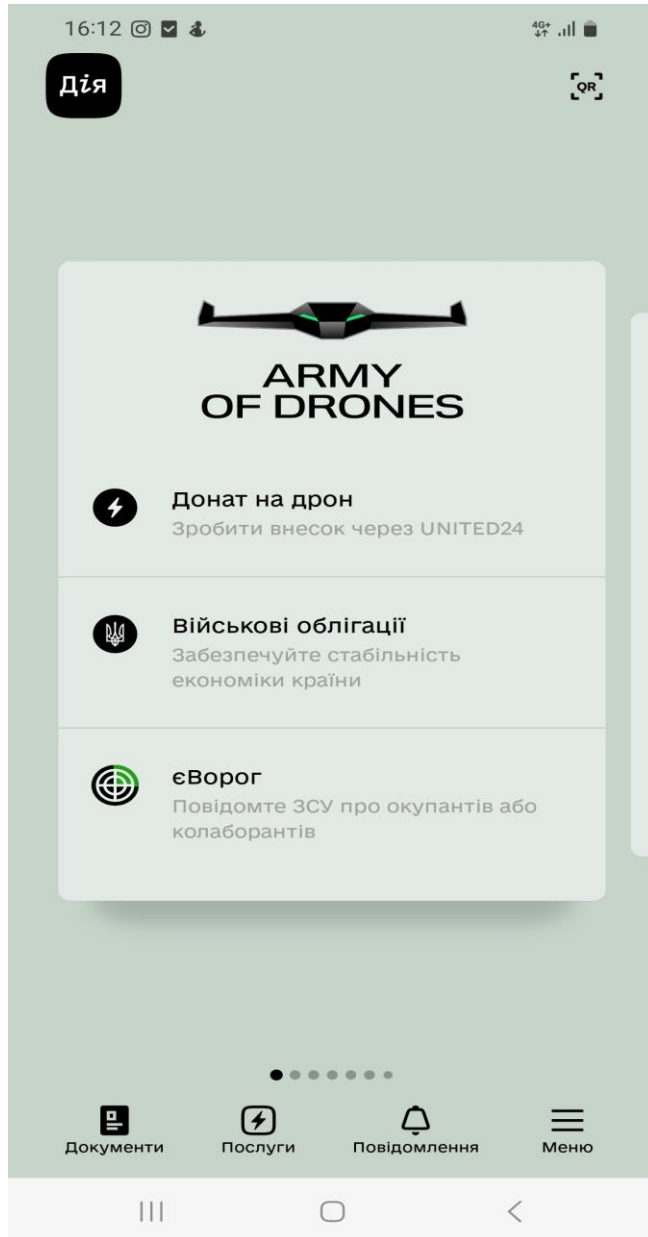 16:12
4G+
Дія
QR
ARMY
OF DRONES
Донат на дрон
Зробити внесок через UNITED24
Військові облігації
Забезпечуйте стабільність
економіки країни
єВорог
Повідомте ЗСУ про окупантів або
колаборантів
Документи
Послуги
Повідомлення
Меню